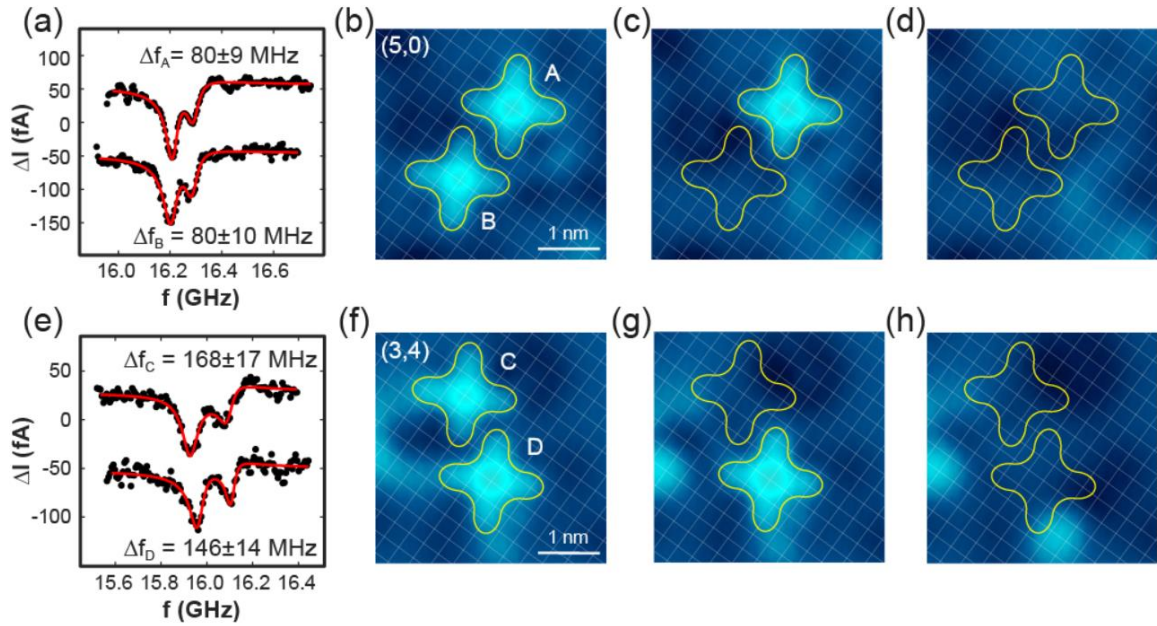 (a)
(b)
(c)
(d)
Δf_A = 80±9 MHz
Δf_B = 80±10 MHz
100
50
0
-50
-100
-150
ΔI (fA)
16.0 16.2 16.4 16.6
f (GHz)
(5,0)
A
B
1 nm
(e)
(f)
(g)
(h)
Δf_C = 168±17 MHz
Δf_D = 146±14 MHz
50
0
-50
-100
ΔI (fA)
15.6 15.8 16.0 16.2 16.4
f (GHz)
(3,4)
C
D
1 nm